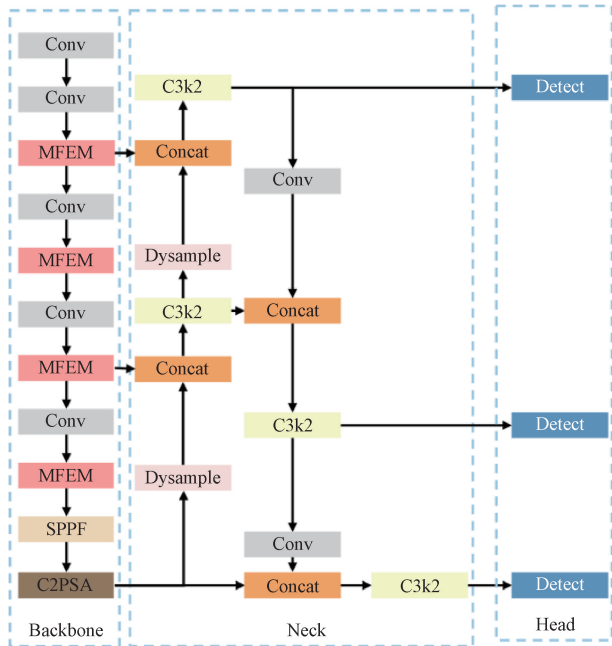 Conv
Conv
MFEM
Conv
MFEM
Conv
MFEM
Conv
MFEM
SPPF
C2PSA
Backbone
C3k2
Concat
Dysample
C3k2
Concat
Dysample
Conv
Concat
C3k2
Conv
Concat
C3k2
Neck
Detect
Detect
Detect
Head